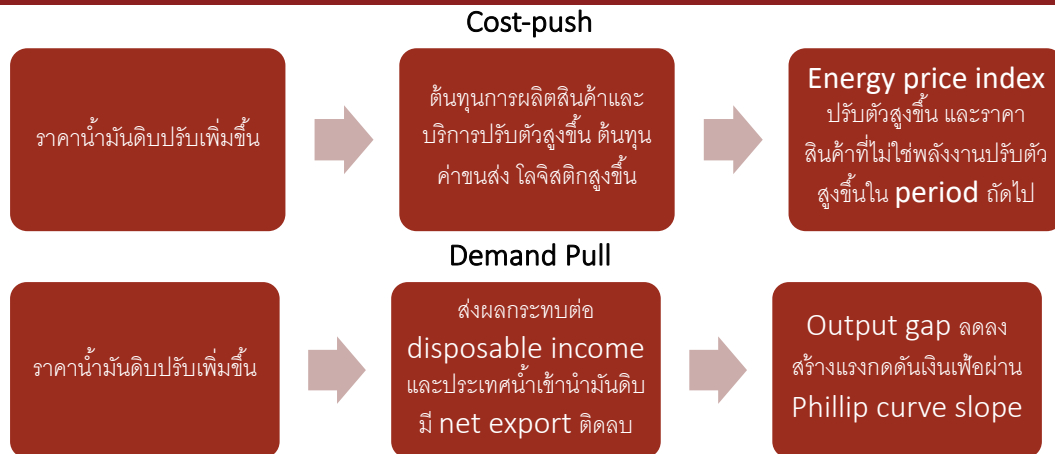 Cost-push
ราคาน้ำมันดิบปรับเพิ่มขึ้น
ต้นทุนการผลิตสินค้าและ
บริการปรับตัวสูงขึ้น ต้นทุน
ค่าขนส่ง โลจิสติกสูงขึ้น
Energy price index
ปรับตัวสูงขึ้น และราคา
สินค้าที่ไม่ใช่พลังงานปรับตัว
สูงขึ้นใน period ถัดไป
Demand Pull
ราคาน้ำมันดิบปรับเพิ่มขึ้น
ส่งผลกระทบต่อ
disposable income
และประเทศน้ำเข้านำมันดิบ
มี net export ติดลบ
Output gap ลดลง
สร้างแรงกดดันเงินเฟ้อผ่าน
Phillip curve slope